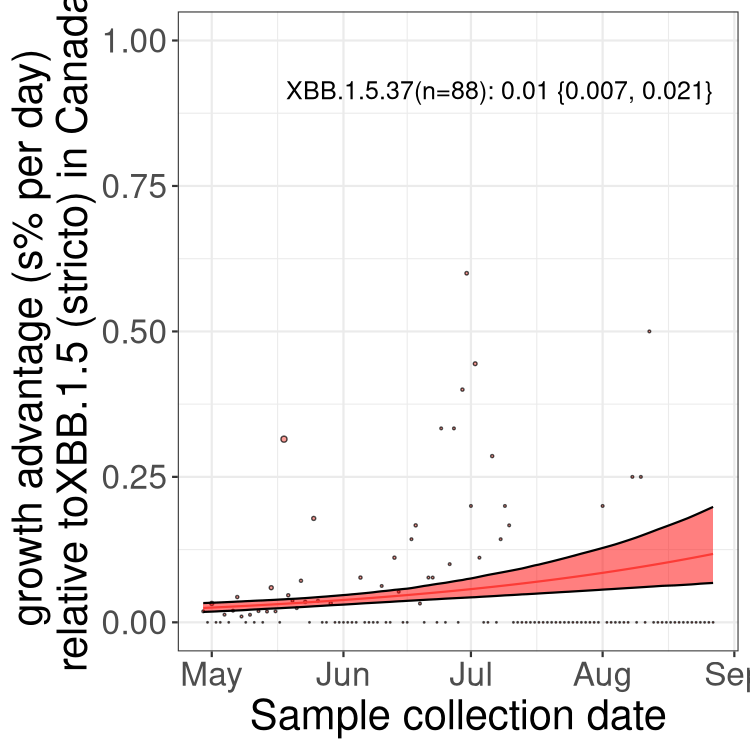 growth advantage (s% per day)
relative toXBB.1.5 (stricto) in Canada
1.00
XBB.1.5.37(n=88): 0.01 {0.007, 0.021}
0.75
0.50
0.25
0.00
May Jun Jul Aug Sep
Sample collection date